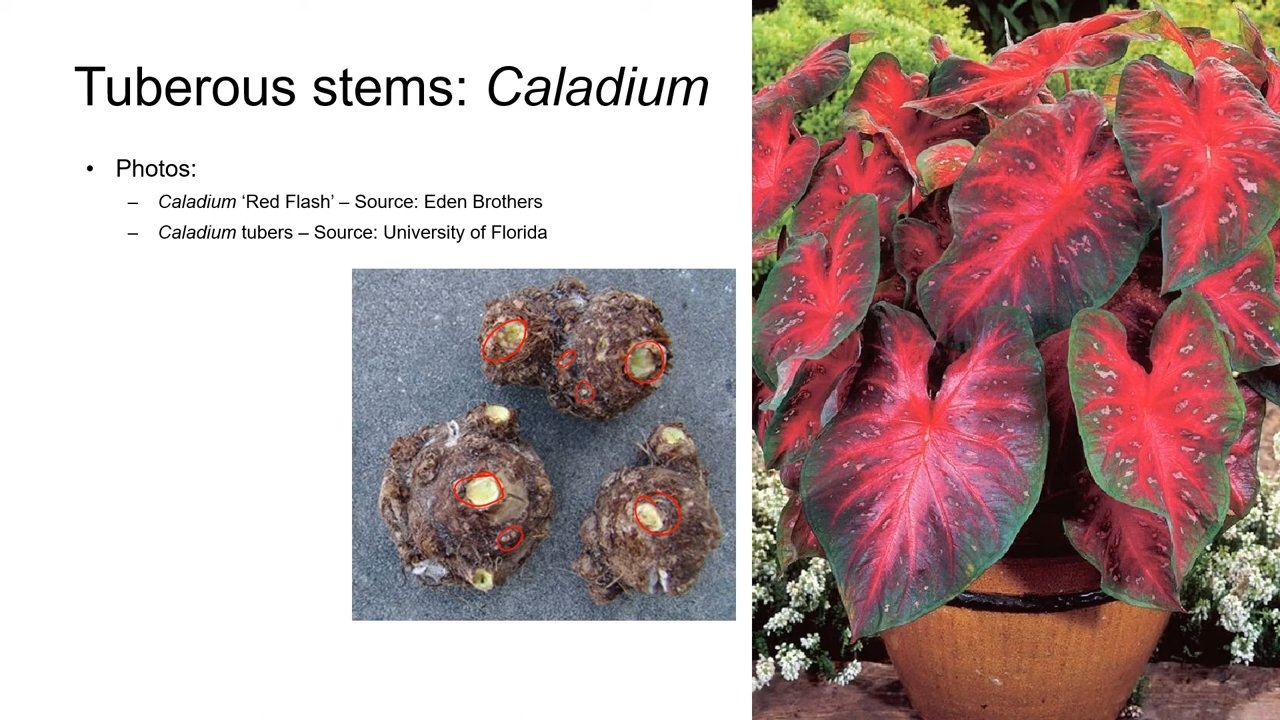 Tuberous stems: Caladium
• Photos:
– Caladium ‘Red Flash’ – Source: Eden Brothers
– Caladium tubers – Source: University of Florida